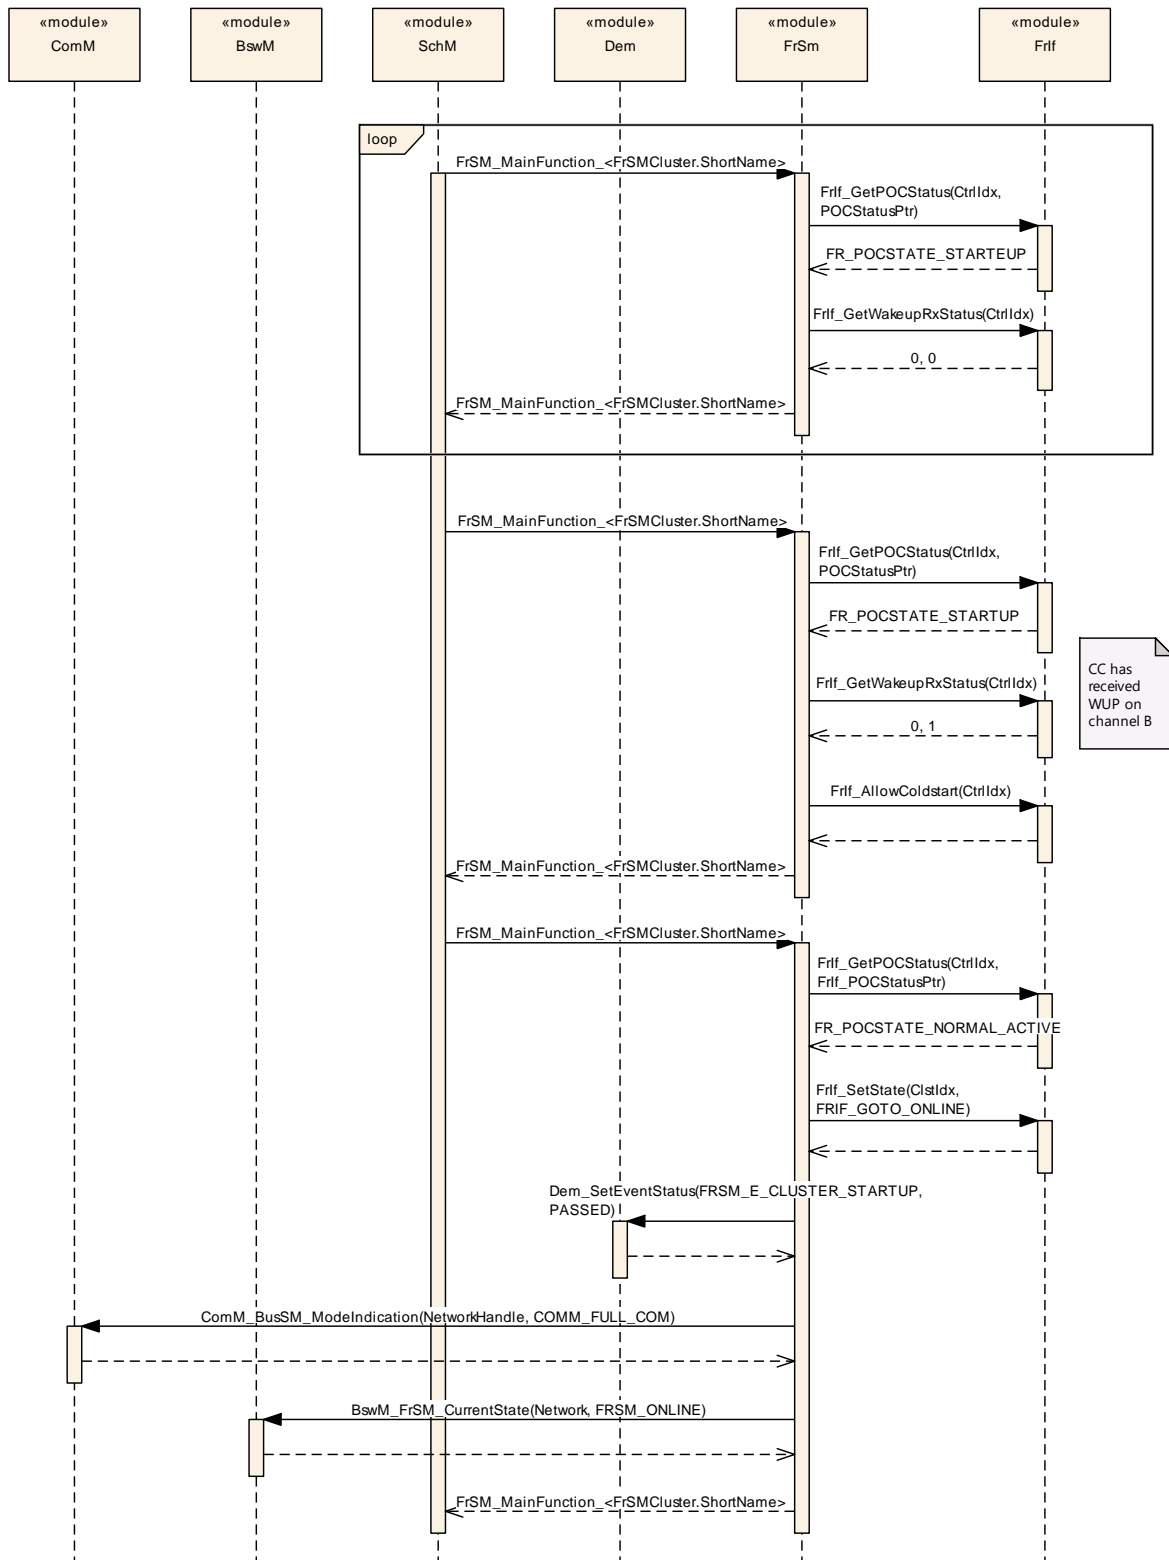 «module»
ComM
«module»
BswM
«module»
SchM
«module»
Dem
«module»
FrSm
«module»
FrIf
loop
FrSM_MainFunction_<FrSMCluster.ShortName>
FrIf_GetPOCStatus(CtrlIdx,
POCStatusPtr)
FR_POCSTATE_STARTEUP
FrIf_GetWakeupRxStatus(CtrlIdx)
0, 0
FrSM_MainFunction_<FrSMCluster.ShortName>
FrSM_MainFunction_<FrSMCluster.ShortName>
FrIf_GetPOCStatus(CtrlIdx,
POCStatusPtr)
FR_POCSTATE_STARTUP
CC has
received
WUP on
channel B
FrIf_GetWakeupRxStatus(CtrlIdx)
0, 1
FrIf_AllowColdstart(CtrlIdx)
FrSM_MainFunction_<FrSMCluster.ShortName>
FrSM_MainFunction_<FrSMCluster.ShortName>
FrIf_GetPOCStatus(CtrlIdx,
FrIf_POCStatusPtr)
FR_POCSTATE_NORMAL_ACTIVE
FrIf_SetState(ClstIdx,
FRIF_GOTO_ONLINE)
Dem_SetEventStatus(FRSM_E_CLUSTER_STARTUP,
PASSED)
ComM_BusSM_ModeIndication(NetworkHandle, COMM_FULL_COM)
BswM_FrSM_CurrentState(Network, FRSM_ONLINE)
FrSM_MainFunction_<FrSMCluster.ShortName>